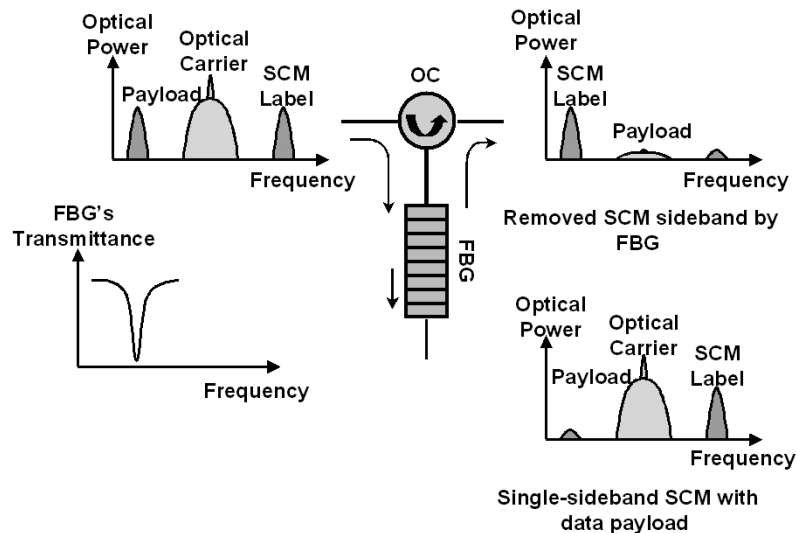 Optical
Power
Optical
Carrier
Payload
SCM
Label
Frequency
OC
Optical
Power
SCM
Label
Payload
Frequency
Removed SCM sideband by
FBG
FBG's
Transmittance
Frequency
FBG
Optical
Power
Optical
Carrier
Payload
SCM
Label
Frequency
Single-sideband SCM with
data payload